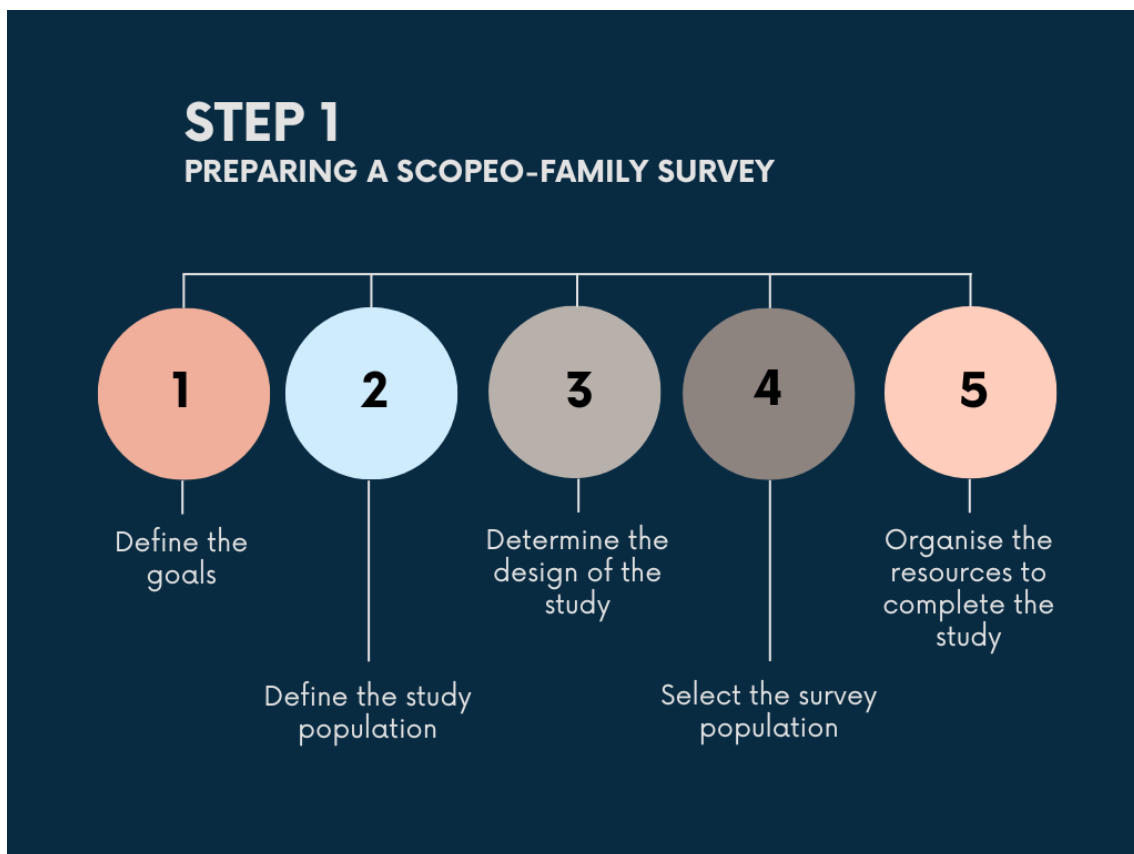 STEP 1
PREPARING A SCOPEO-FAMILY SURVEY
1
2
3
4
5
Define the
goals
Define the study
population
Determine the
design of the
study
Select the survey
population
Organise the
resources to
complete the
study